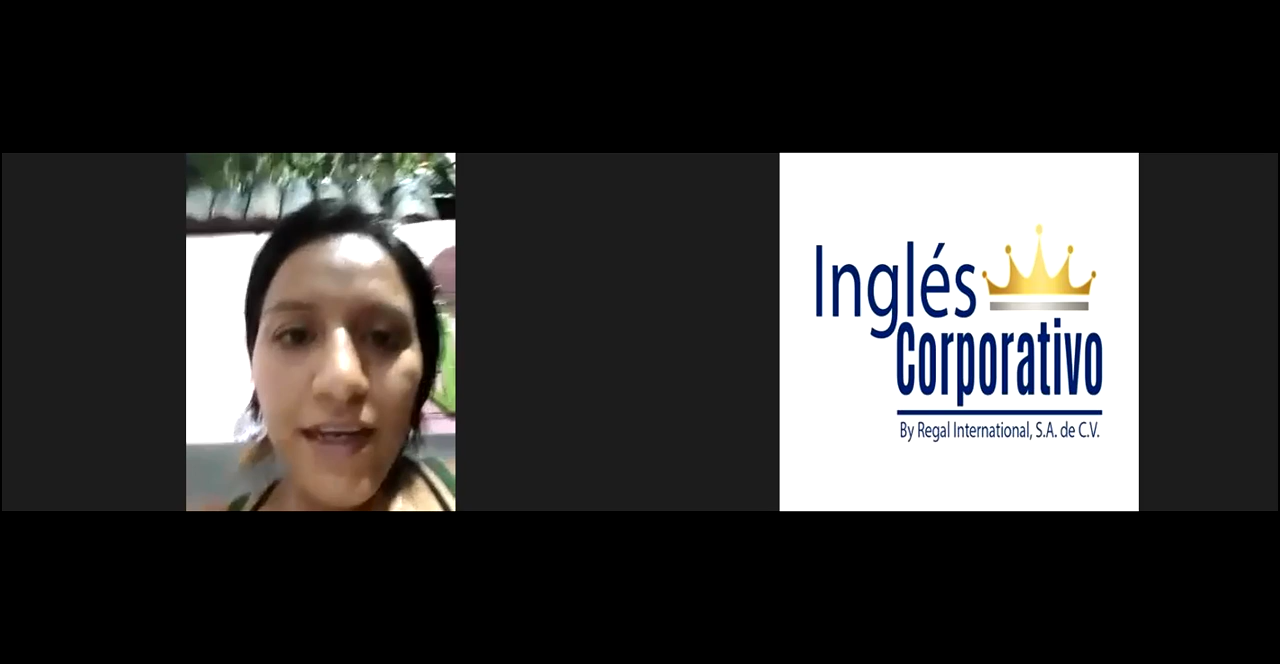 Inglés
Corporativo
By Regal International, S.A. de C.V.